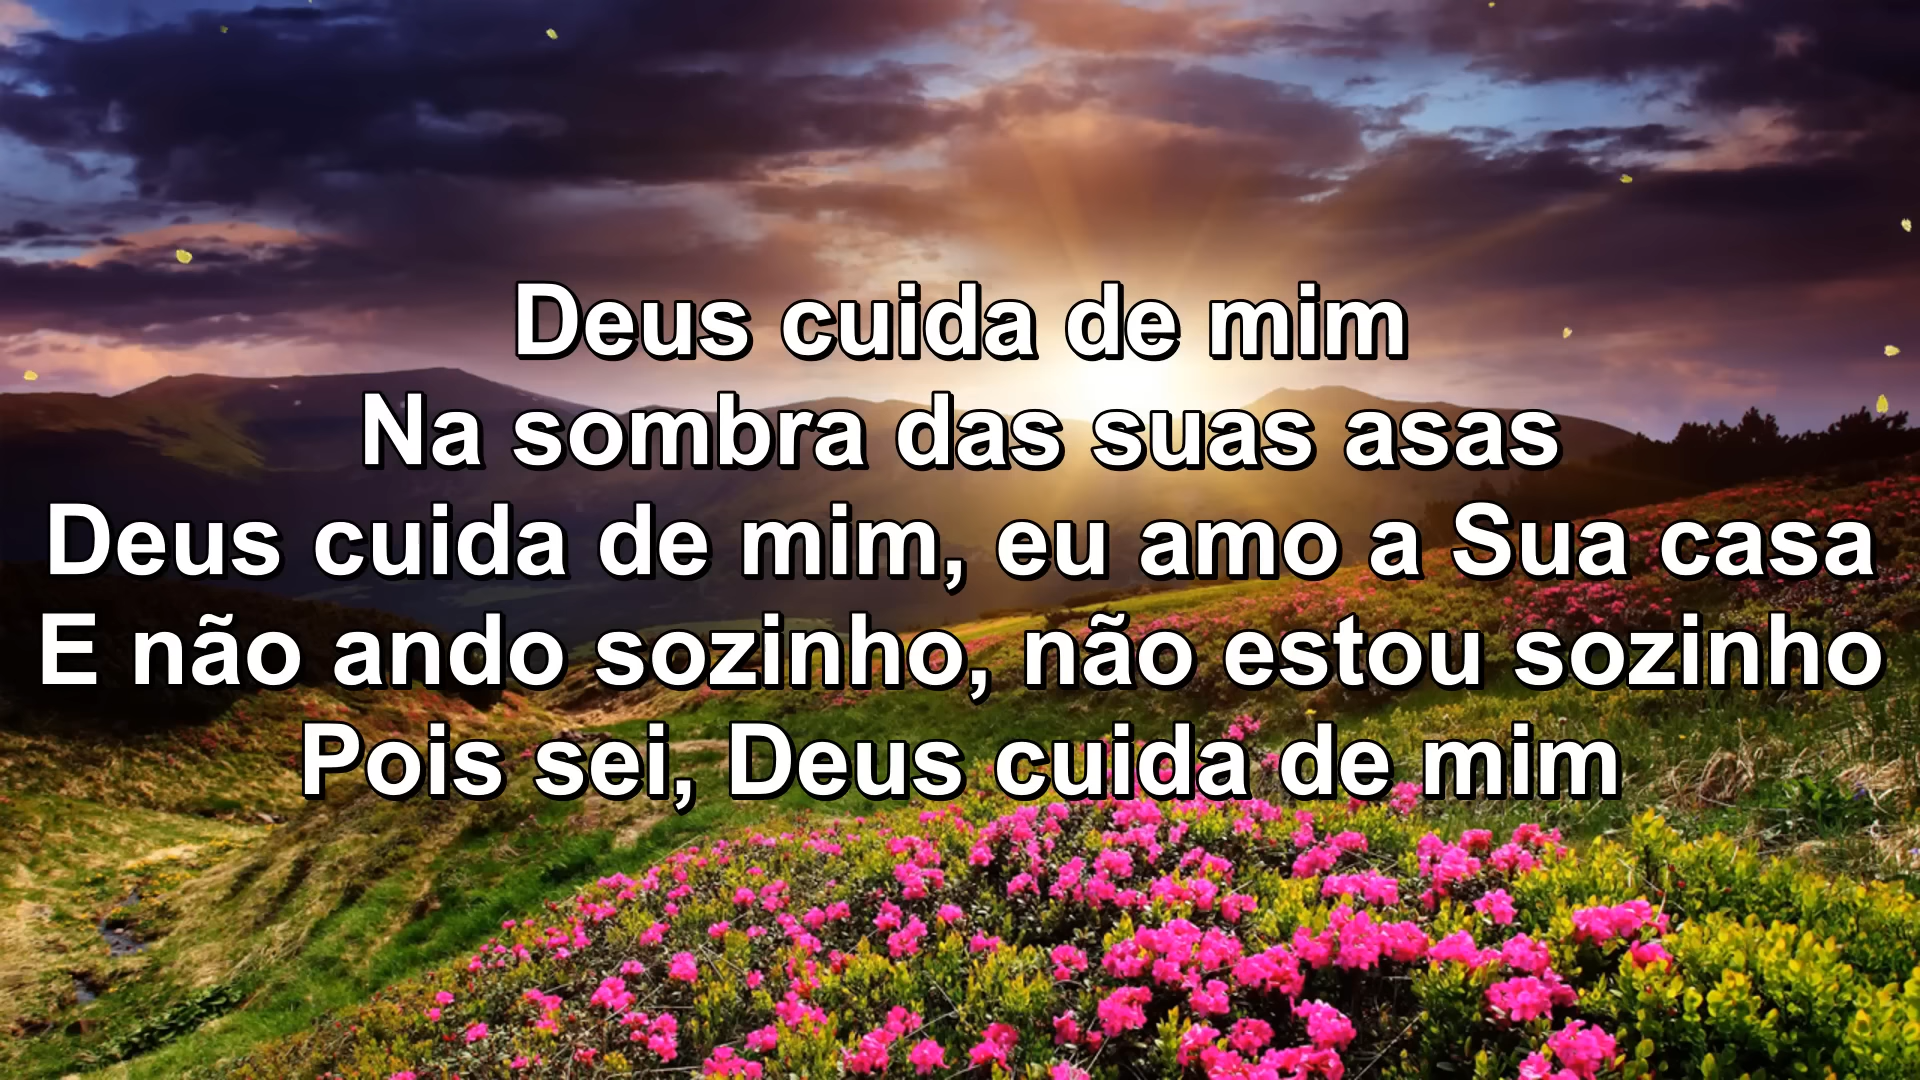 Deus cuida de mim
Na sombra das suas asas
Deus cuida de mim, eu amo a Sua casa
E não ando sozinho, não estou sozinho
Pois sei, Deus cuida de mim